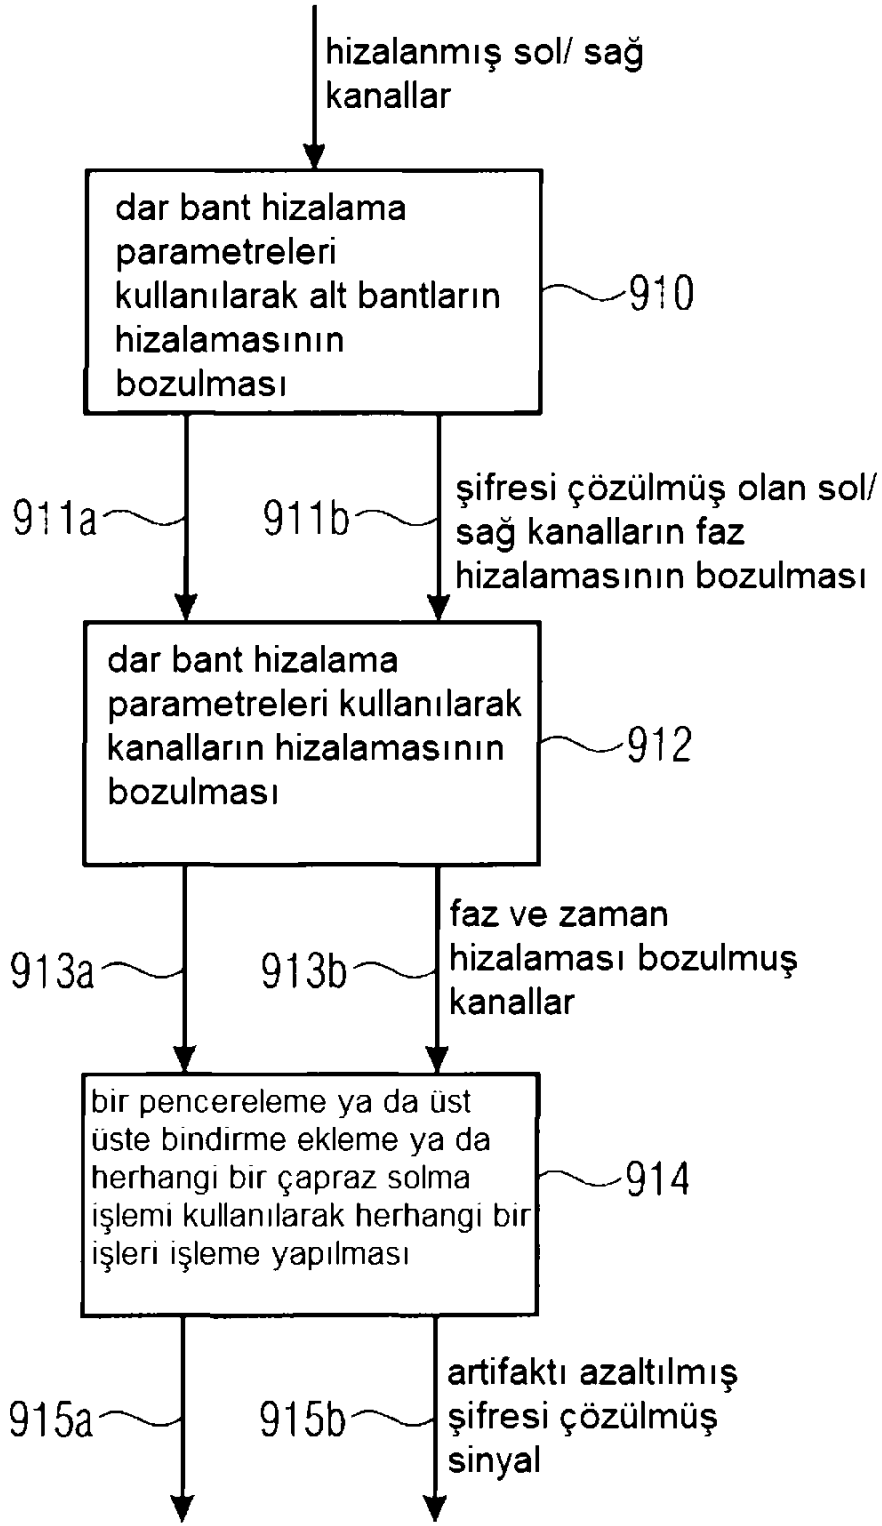 hizalanmış sol/ sağ
kanallar
dar bant hizalama
parametreleri
kullanılarak alt bantların
hizalamasının
bozulması
910
911a
911b
şifresi çözülmüş olan sol/
sağ kanalların faz
hizalamasının bozulması
dar bant hizalama
parametreleri kullanılarak
kanalların hizalamasının
bozulması
912
913a
913b
faz ve zaman
hizalaması bozulmuş
kanallar
bir pencereleme ya da üst
üste bindirme ekleme ya da
herhangi bir çapraz solma
işlemi kullanılarak herhangi bir
işleri işleme yapılması
914
915a
915b
artifaktı azaltılmış
şifresi çözülmüş
sinyal